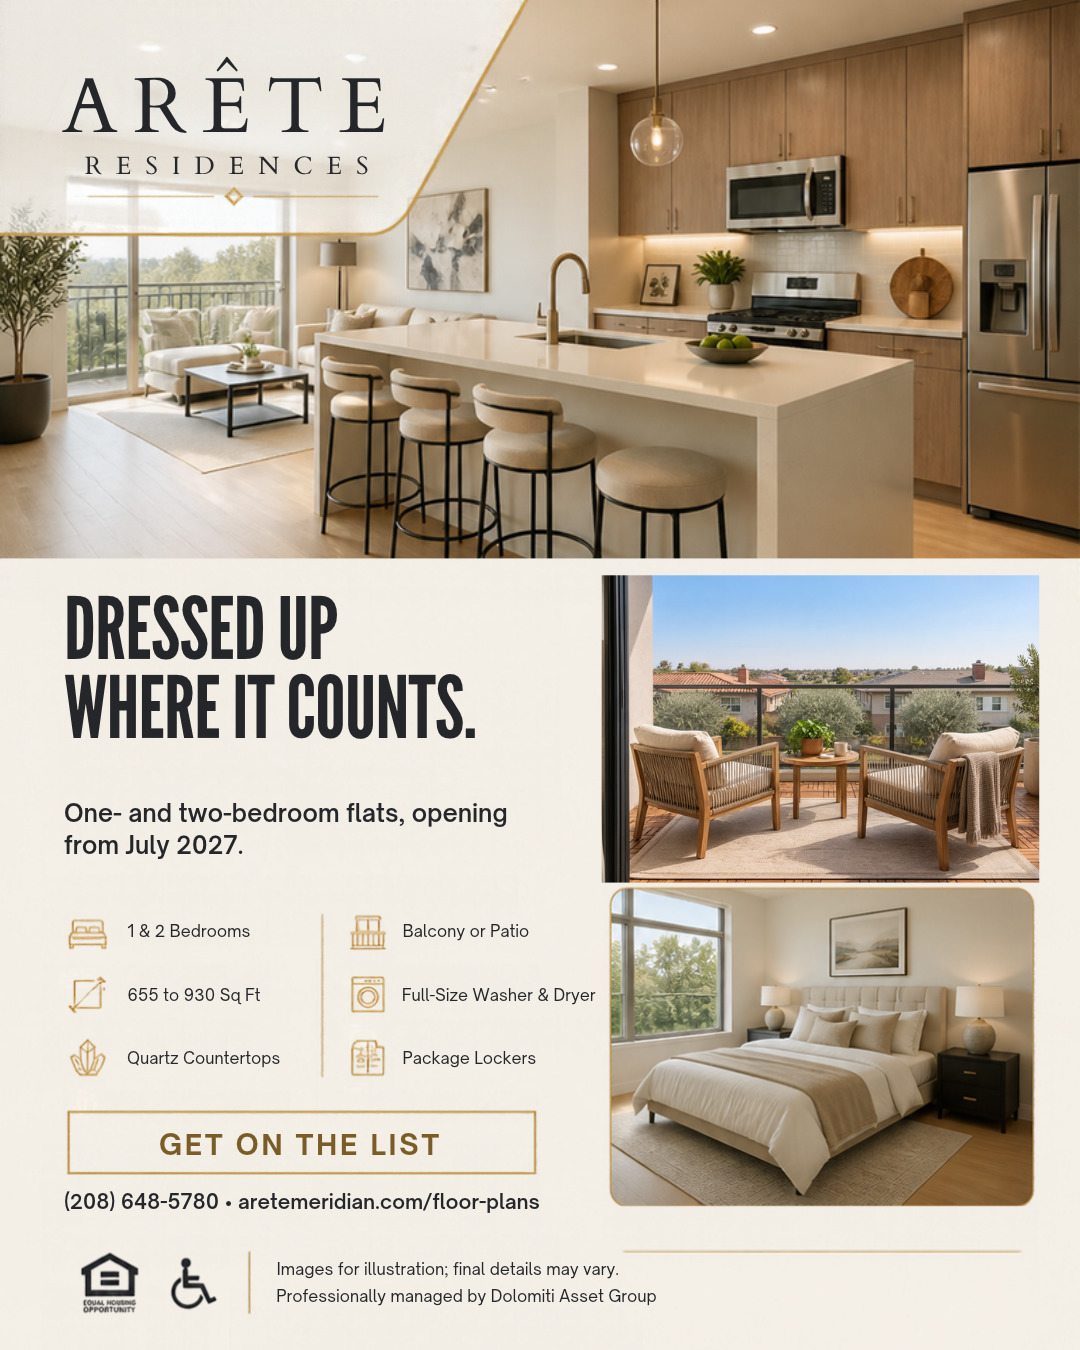 ARÊTE
RESIDENCES
DRESSED UP
WHERE IT COUNTS.
One- and two-bedroom flats, opening
from July 2027.
1 & 2 Bedrooms
655 to 930 Sq Ft
Quartz Countertops
Balcony or Patio
Full-Size Washer & Dryer
Package Lockers
GET ON THE LIST
(208) 648-5780 • aretemeridian.com/floor-plans
EQUAL HOUSING
OPPORTUNITY
Images for illustration; final details may vary.
Professionally managed by Dolomiti Asset Group